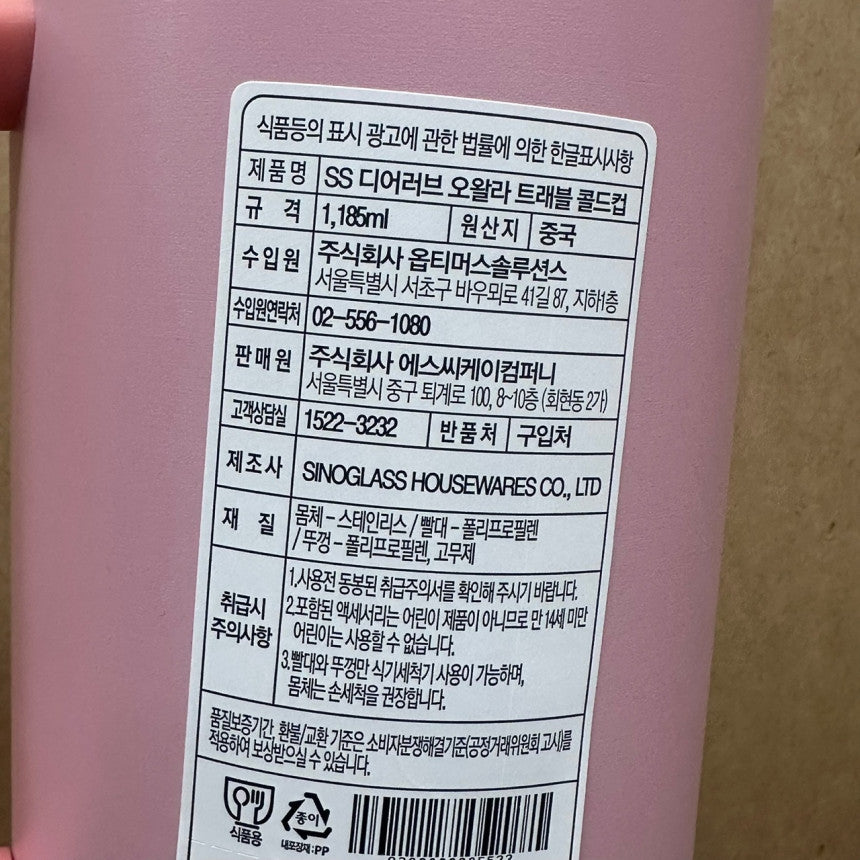 식품등의 표시 광고에 관한 법률에 의한 한글표시사항
제품명 SS 디어러브 오왈라 트래블 콜드컵
규 격 1,185ml 원산지 중국
수입원 주식회사 옵티머스솔루션스
서울특별시 서초구 바우뫼로 41길 87, 지하1층
수입원연락처 02-556-1080
판매원 주식회사 에스씨케이컴퍼니
서울특별시 중구 퇴계로 100, 8~10층 (회현동 2가)
고객상담실 1522-3232 반품처 구입처
제조사 SINOGLASS HOUSEWARES CO., LTD
재 질 몸체 - 스테인리스 / 빨대 - 폴리프로필렌
/ 뚜껑 - 폴리프로필렌, 고무제
취급시 주의사항
1.사용전 동봉된 취급주의서를 확인해 주시기 바랍니다.
2.포함된 액세서리는 어린이 제품이 아니므로 만 14세 미만
어린이는 사용할 수 없습니다.
3.빨대와 뚜껑만 식기세척기 사용이 가능하며,
몸체는 손세척을 권장합니다.
품질보증기간, 환불/교환 기준은 소비자분쟁해결기준(공정거래위원회 고시)를
적용하여 보상받으실 수 있습니다.
식품용
종이
내포장재:PP